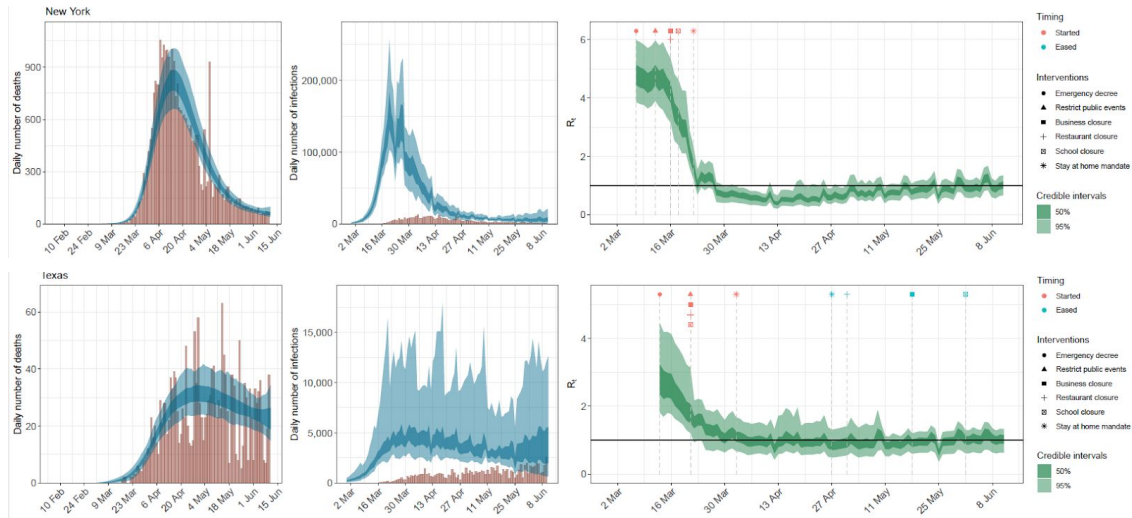 New York
Daily number of deaths
900
600
300
0
10 Feb
24 Feb
9 Mar
23 Mar
6 Apr
20 Apr
4 May
18 May
1 Jun
15 Jun
Daily number of infections
200,000
100,000
0
2 Mar
16 Mar
30 Mar
13 Apr
27 Apr
11 May
25 May
8 Jun
Rt
6
4
2
0
2 Mar
16 Mar
30 Mar
13 Apr
27 Apr
11 May
25 May
8 Jun
Timing
Started
Eased
Interventions
Emergency decree
Restrict public events
Business closure
Restaurant closure
School closure
Stay at home mandate
Credible intervals
50%
95%
Texas
Daily number of deaths
60
40
20
0
10 Feb
24 Feb
9 Mar
23 Mar
6 Apr
20 Apr
4 May
18 May
1 Jun
15 Jun
Daily number of infections
15,000
10,000
5,000
0
2 Mar
16 Mar
30 Mar
13 Apr
27 Apr
11 May
25 May
8 Jun
Rt
4
2
0
2 Mar
16 Mar
30 Mar
13 Apr
27 Apr
11 May
25 May
8 Jun
Timing
Started
Eased
Interventions
Emergency decree
Restrict public events
Business closure
Restaurant closure
School closure
Stay at home mandate
Credible intervals
50%
95%